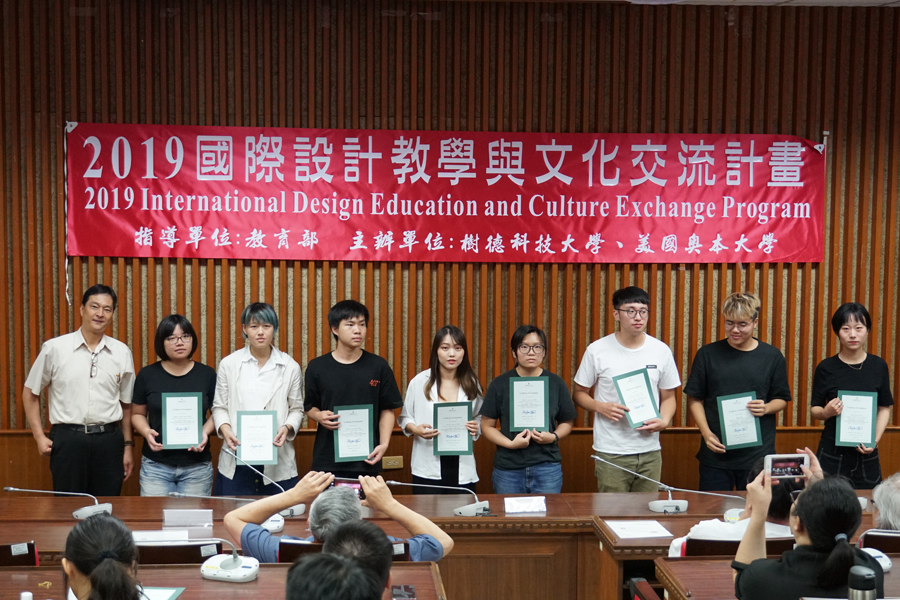 2019國際設計教學與文化交流計畫
2019 International Design Education and Culture Exchange Program
指導單位:教育部 主辦單位:樹德科技大學、美國奧本大學